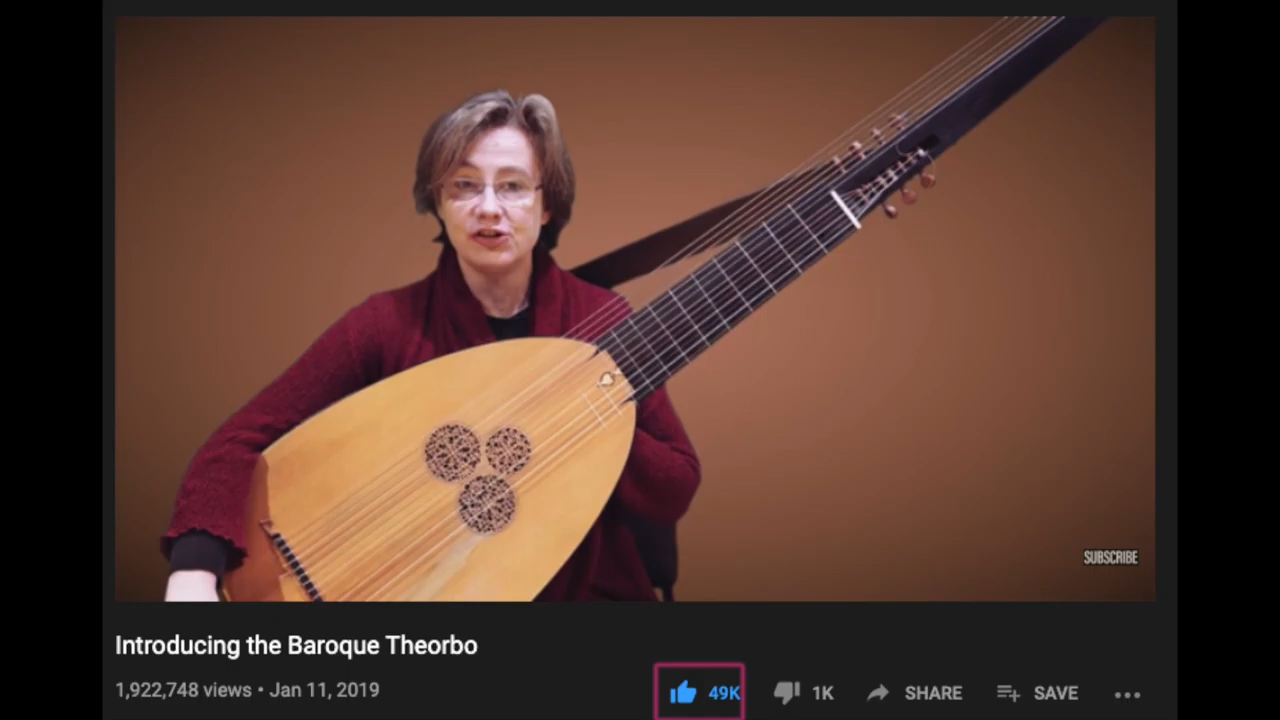 SUBSCRIBE
Introducing the Baroque Theorbo
1,922,748 views • Jan 11, 2019 49K 1K SHARE SAVE